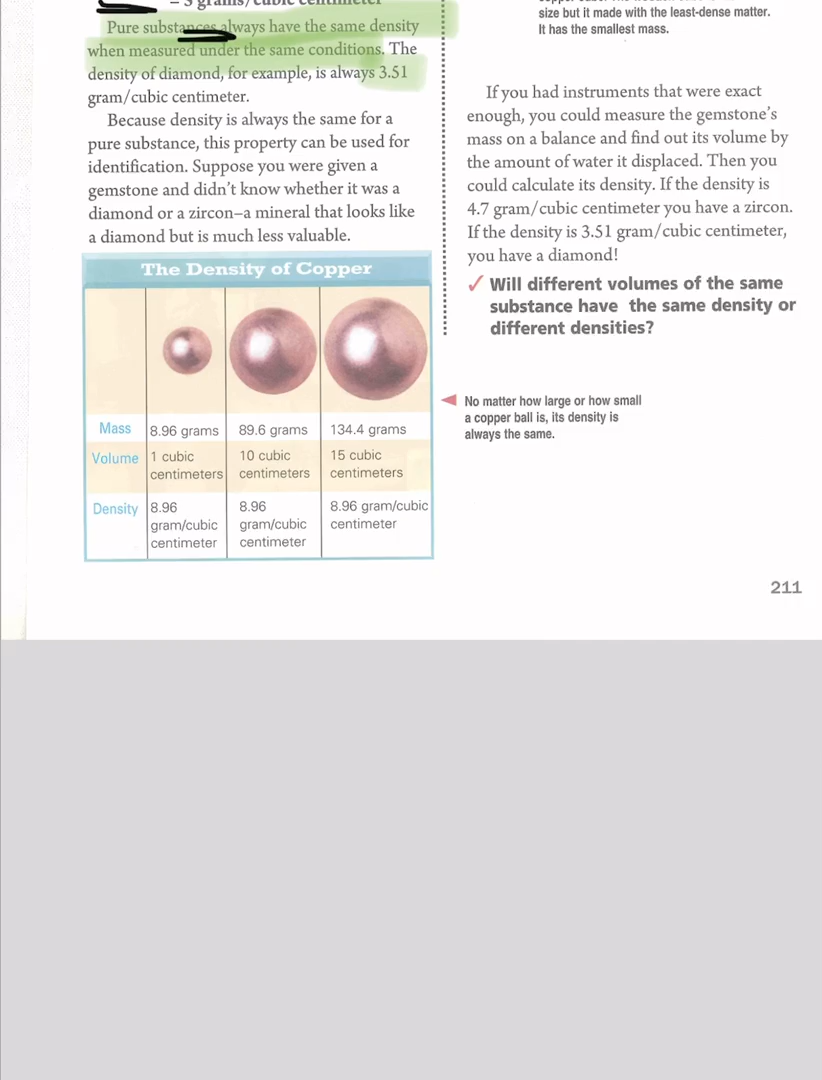 – 3 grams/cubic centimeter
Pure substances always have the same density
when measured under the same conditions. The
density of diamond, for example, is always 3.51
gram/cubic centimeter.
Because density is always the same for a
pure substance, this property can be used for
identification. Suppose you were given a
gemstone and didn't know whether it was a
diamond or a zircon–a mineral that looks like
a diamond but is much less valuable.
The Density of Copper
Mass 8.96 grams 89.6 grams 134.4 grams
Volume 1 cubic centimeters 10 cubic centimeters 15 cubic centimeters
Density 8.96 gram/cubic centimeter 8.96 gram/cubic centimeter 8.96 gram/cubic centimeter
size but it made with the least-dense matter.
It has the smallest mass.
If you had instruments that were exact
enough, you could measure the gemstone's
mass on a balance and find out its volume by
the amount of water it displaced. Then you
could calculate its density. If the density is
4.7 gram/cubic centimeter you have a zircon.
If the density is 3.51 gram/cubic centimeter,
you have a diamond!
✓ Will different volumes of the same
substance have the same density or
different densities?
No matter how large or how small
a copper ball is, its density is
always the same.
211